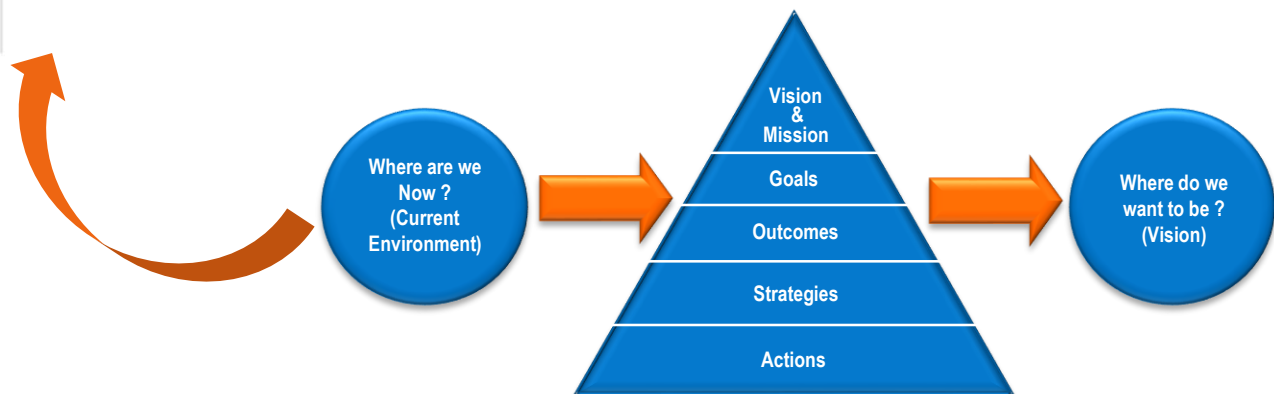 Where are we
Now ?
(Current
Environment)
Vision
&
Mission
Goals
Outcomes
Strategies
Actions
Where do we
want to be ?
(Vision)